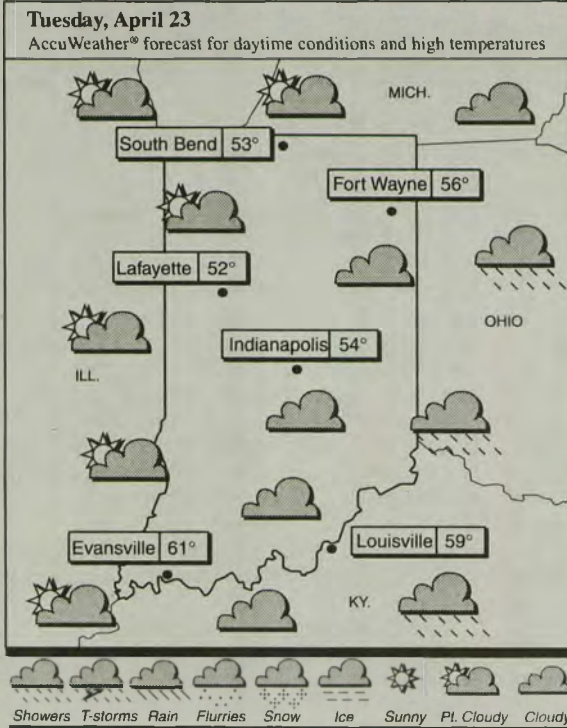 Tuesday, April 23
AccuWeather® forecast for daytime conditions and high temperatures
MICH.
South Bend 53°
Fort Wayne 56°
Lafayette 52°
OHIO
Indianapolis 54°
ILL.
Evansville 61°
Louisville 59°
KY.
Showers T-storms Rain Flurries Snow Ice Sunny Pt. Cloudy Cloudy